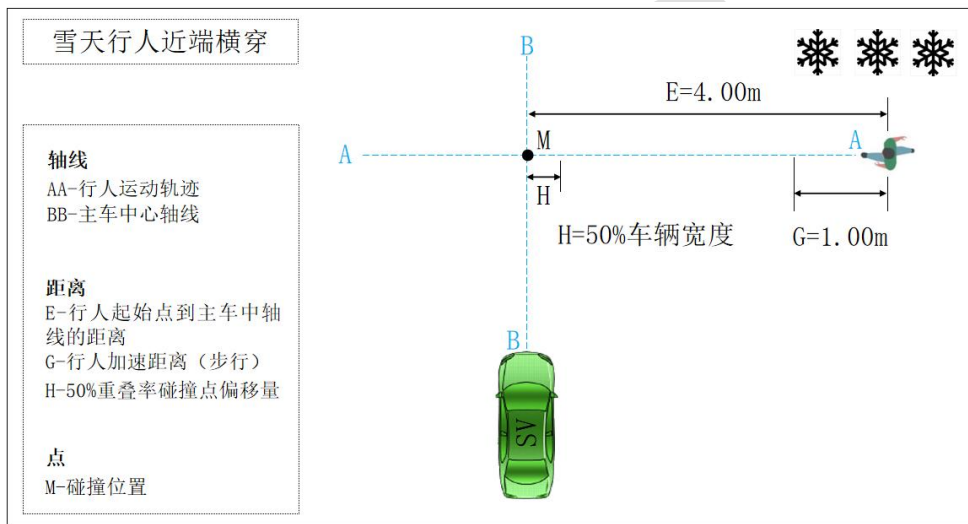 雪天行人近端横穿
轴线
AA-行人运动轨迹
BB-主车中心轴线
距离
E-行人起始点到主车中轴
线的距离
G-行人加速距离（步行）
H-50%重叠率碰撞点偏移量
点
M-碰撞位置
B
E=4.00m
A
M
A
H
H=50%车辆宽度
G=1.00m
B
SV